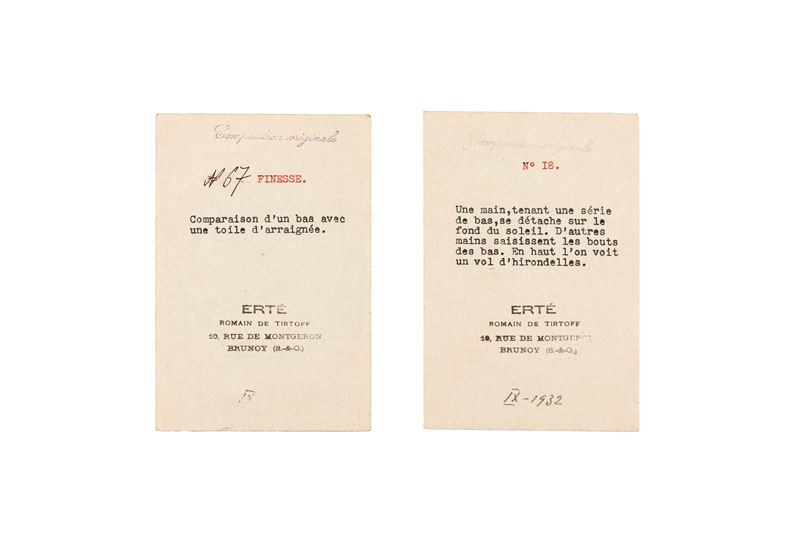 Composition originale
N 67 FINESSE.
Comparaison d'un bas avec
une toile d'arraignée.
ERTÉ
ROMAIN DE TIRTOFF
10, RUE DE MONTGERON
BRUNOY (S.-&-O.)
IX
Composition originale
N° 18.
Une main,tenant une série
de bas,se détache sur le
fond du soleil. D'autres
mains saisissent les bouts
des bas. En haut l'on voit
un vol d'hirondelles.
ERTÉ
ROMAIN DE TIRTOFF
10, RUE DE MONTGERON
BRUNOY (S.-&-O.)
IX-1932